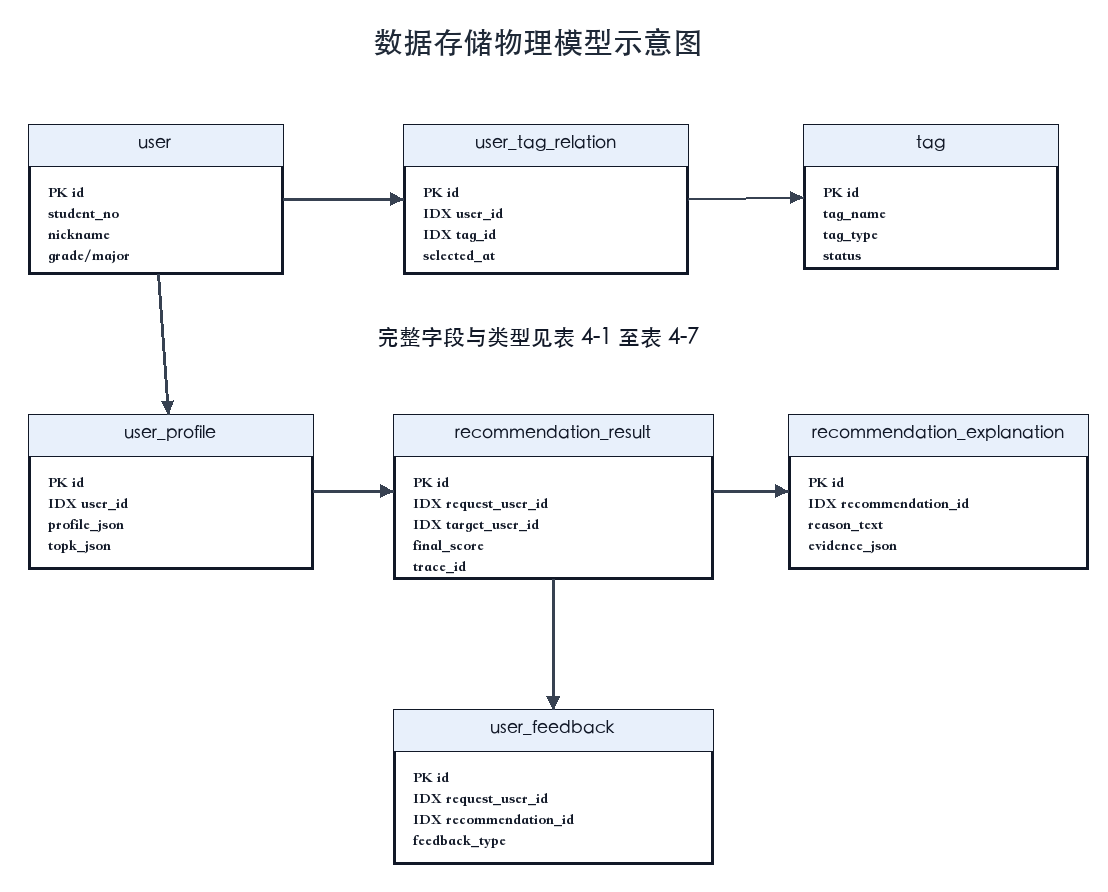 数据存储物理模型示意图
user
PK id
student_no
nickname
grade/major
user_tag_relation
PK id
IDX user_id
IDX tag_id
selected_at
tag
PK id
tag_name
tag_type
status
完整字段与类型见表 4-1 至表 4-7
user_profile
PK id
IDX user_id
profile_json
topk_json
recommendation_result
PK id
IDX request_user_id
IDX target_user_id
final_score
trace_id
recommendation_explanation
PK id
IDX recommendation_id
reason_text
evidence_json
user_feedback
PK id
IDX request_user_id
IDX recommendation_id
feedback_type